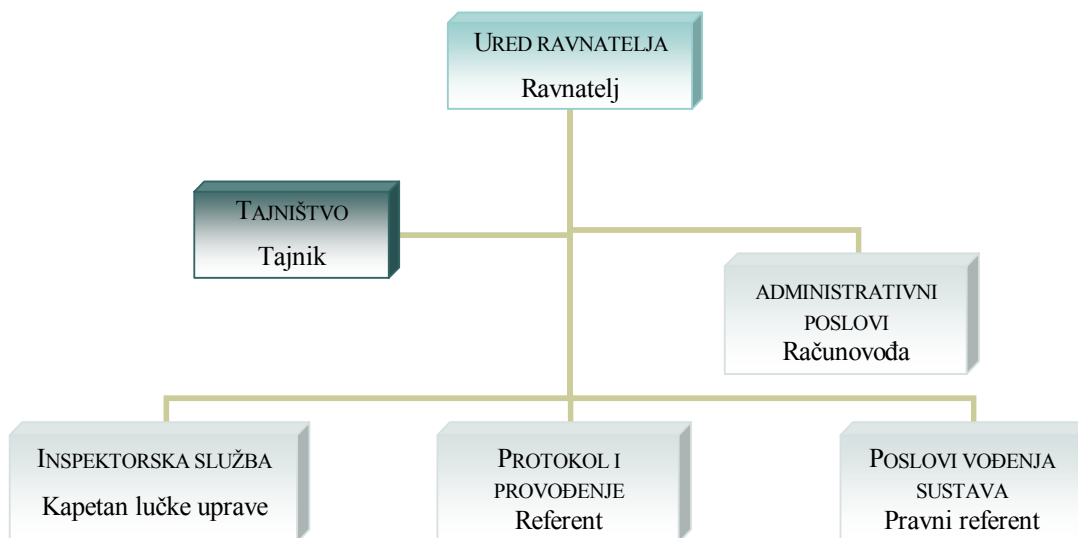 URED RAVNATELJA
Ravnatelj
TAJNIŠTVO
Tajnik
ADMINISTRATIVNI
POSLOVI
Računovođa
INSPEKTORSKA SLUŽBA
Kapetan lučke uprave
PROTOKOL I
PROVOĐENJE
Referent
POSLOVI VOĐENJA
SUSTAVA
Pravni referent